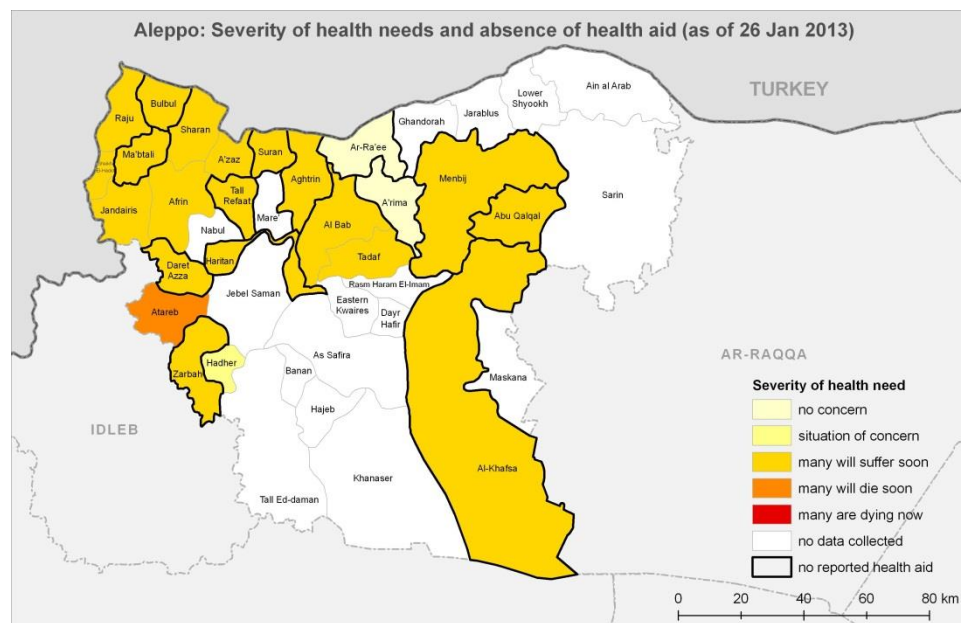 Aleppo: Severity of health needs and absence of health aid (as of 26 Jan 2013)
TURKEY
Ain al Arab
Lower
Shyookh
Jarablus
Ghandorah
Bulbul
Raju
Sharan
Ar-Ra'ee
Ma'btali
A'zaz
Suran
Aghtrin
Menbij
Tall
Refaat
A'rima
Sarin
Jandairis
Afrin
Mare'
Abu Qalqal
Nabul
Al Bab
Tadaf
Haritan
Daret
Azza
Rasm Haram El-Imam
Jebel Saman
Eastern
Kwaires
Dayr
Hafir
Atareb
As Safira
AR-RAQQA
Hadher
Zarbah
Banan
Maskana
Hajeb
IDLEB
Khanaser
Al-Khafsa
Tall Ed-daman
Severity of health need
no concern
situation of concern
many will suffer soon
many will die soon
many are dying now
no data collected
no reported health aid
0 20 40 60 80 km